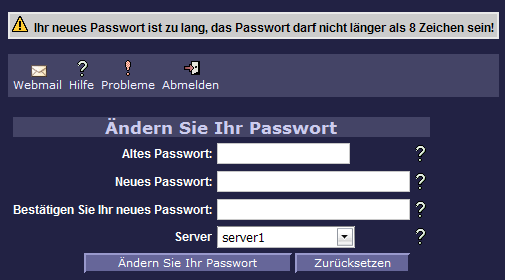 Ihr neues Passwort ist zu lang, das Passwort darf nicht länger als 8 Zeichen sein!
Webmail Hilfe Probleme Abmelden
Ändern Sie Ihr Passwort
Altes Passwort:
Neues Passwort:
Bestätigen Sie Ihr neues Passwort:
Server server1
Ändern Sie Ihr Passwort Zurücksetzen